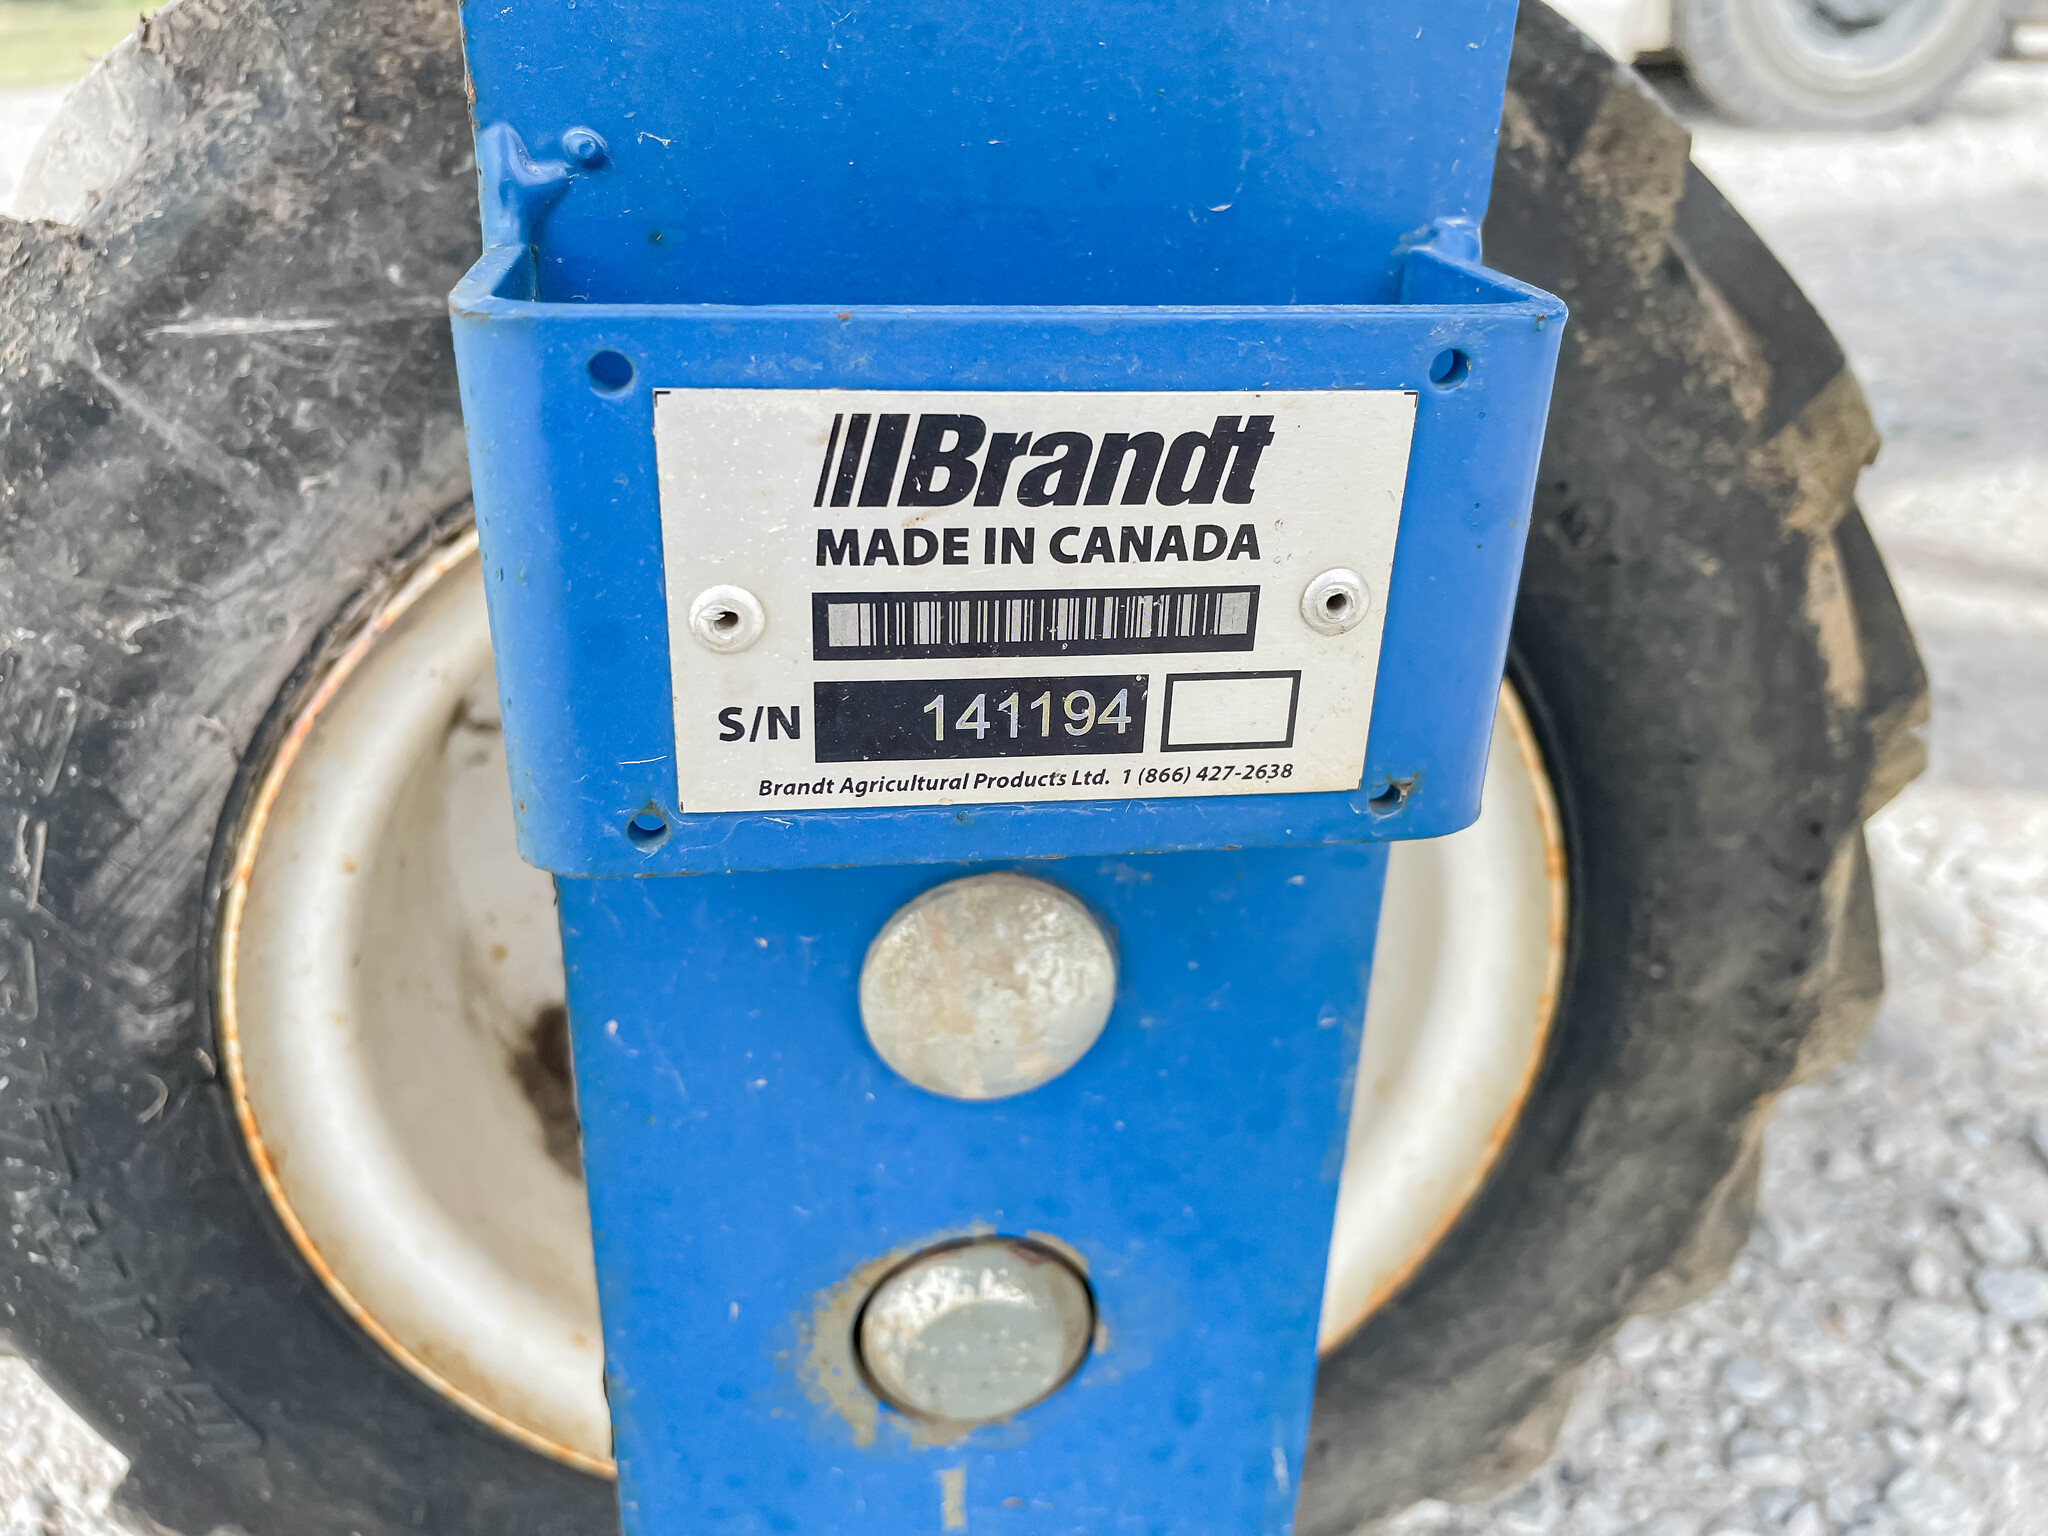 Brandt
MADE IN CANADA
S/N 141194
Brandt Agricultural Products Ltd. 1 (866) 427-2638